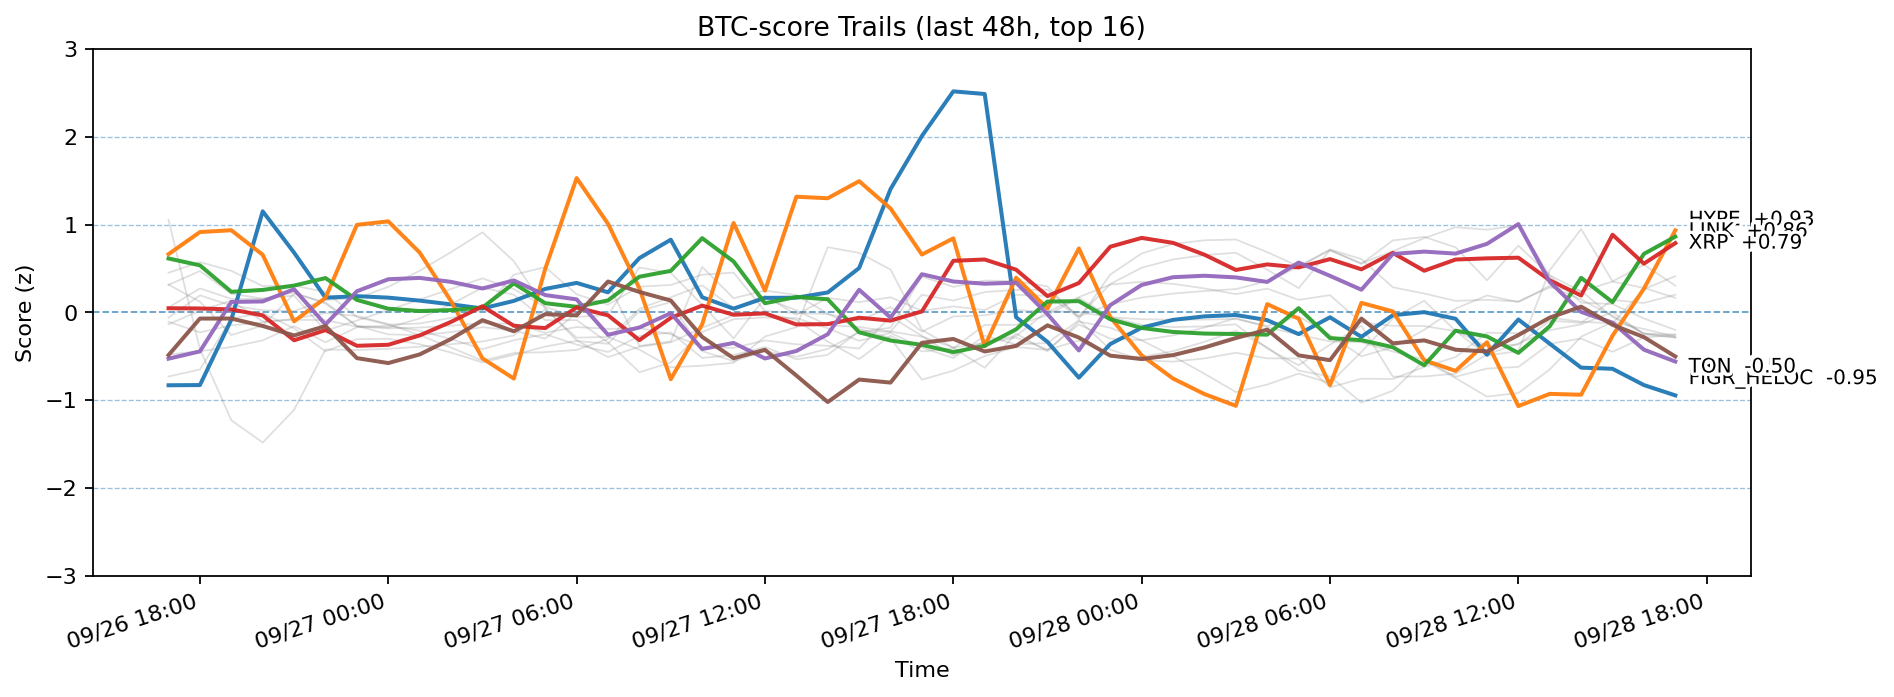 BTC-score Trails (last 48h, top 16)
Score (z)
3
2
1
0
−1
−2
−3
HYPE +0.93
LINK +0.86
XRP +0.79
TON -0.50
FIGR_HELOC -0.95
09/26 18:00
09/27 00:00
09/27 06:00
09/27 12:00
09/27 18:00
09/28 00:00
09/28 06:00
09/28 12:00
09/28 18:00
Time